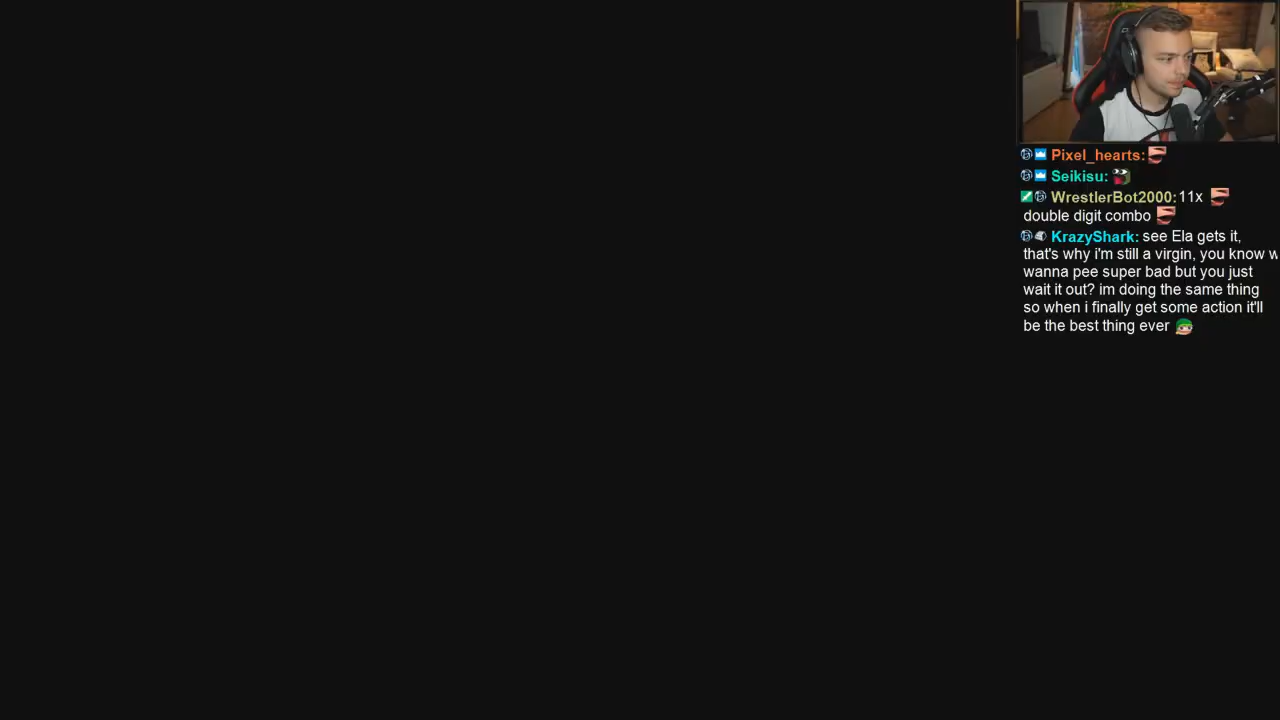 Pixel_hearts:
Seikisu:
WrestlerBot2000: 11x
double digit combo
KrazyShark: see Ela gets it,
that's why i'm still a virgin, you know w
wanna pee super bad but you just
wait it out? im doing the same thing
so when i finally get some action it'll
be the best thing ever